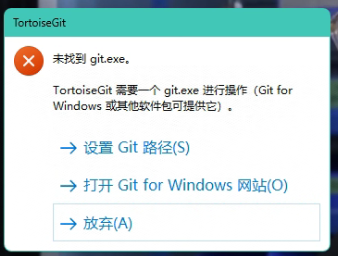 TortoiseGit
未找到 git.exe。
TortoiseGit 需要一个 git.exe 进行操作（Git for
Windows 或其他软件包可提供它）。
设置 Git 路径(S)
打开 Git for Windows 网站(O)
放弃(A)